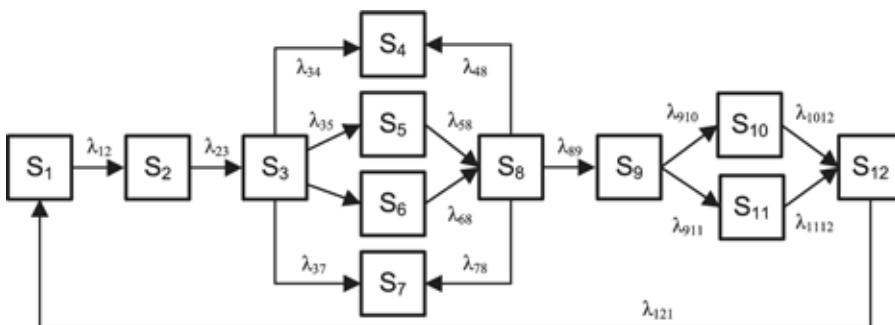 S₄
λ₃₄ λ₄₈
λ₃₅ S₅ λ₅₈ λ₉₁₀ S₁₀ λ₁₀₁₂
S₁ λ₁₂ S₂ λ₂₃ S₃ S₈ λ₈₉ S₉ S₁₂
S₆ λ₆₈ λ₉₁₁ S₁₁ λ₁₁₁₂
λ₃₇ S₇ λ₇₈
λ₁₂₁